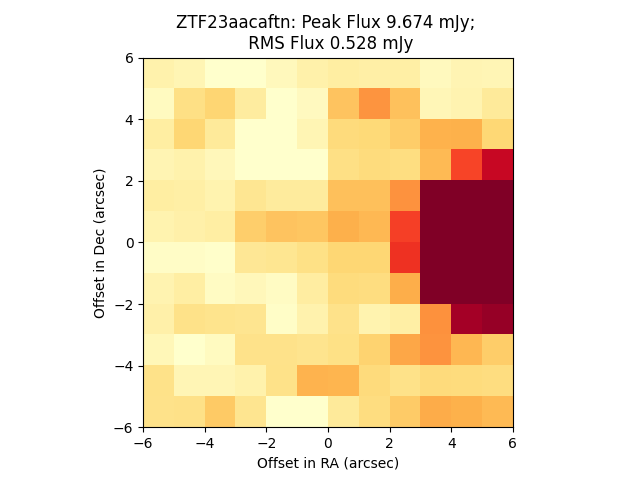 ZTF23aacaftn: Peak Flux 9.674 mJy;
RMS Flux 0.528 mJy
6
4
2
0
−2
−4
−6
Offset in Dec (arcsec)
−6 −4 −2 0 2 4 6
Offset in RA (arcsec)